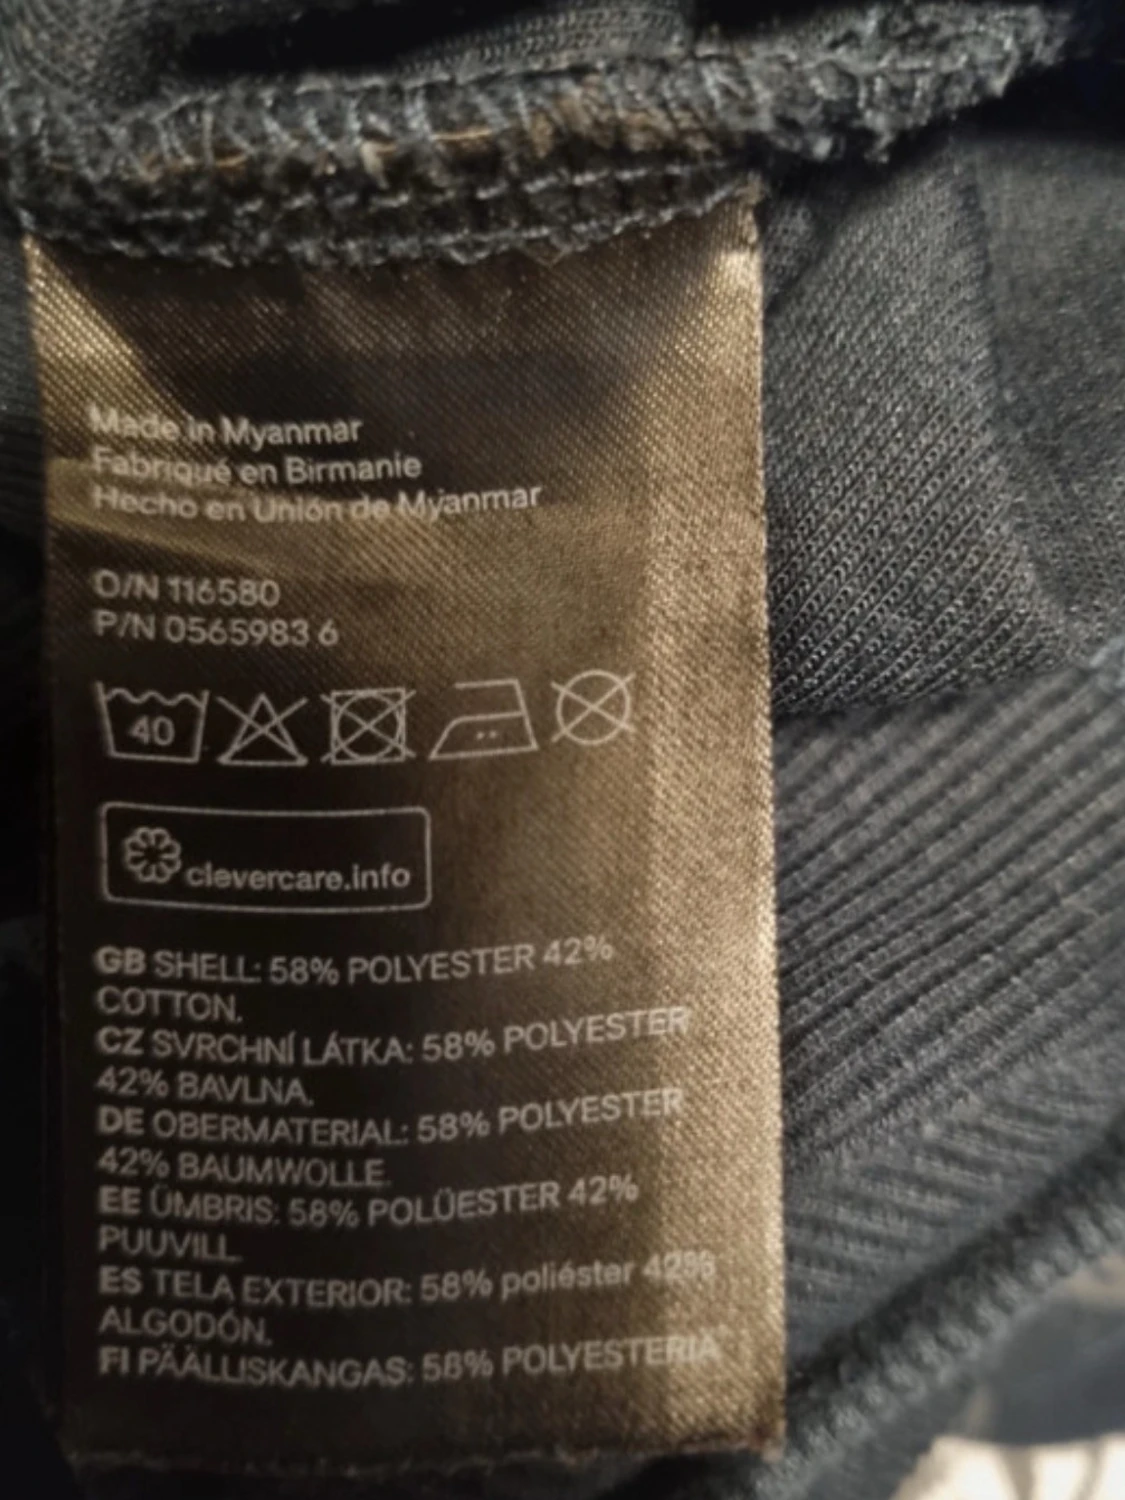 Made in Myanmar
Fabriqué en Birmanie
Hecho en Unión de Myanmar
O/N 116580
P/N 0565983 6
40
clevercare.info
GB SHELL: 58% POLYESTER 42%
COTTON.
CZ SVRCHNÍ LÁTKA: 58% POLYESTER
42% BAVLNA.
DE OBERMATERIAL: 58% POLYESTER
42% BAUMWOLLE.
EE ÜMBRIS: 58% POLÜESTER 42%
PUUVILL.
ES TELA EXTERIOR: 58% poliéster 42%
ALGODÓN.
FI PÄÄLLISKANGAS: 58% POLYESTERIA